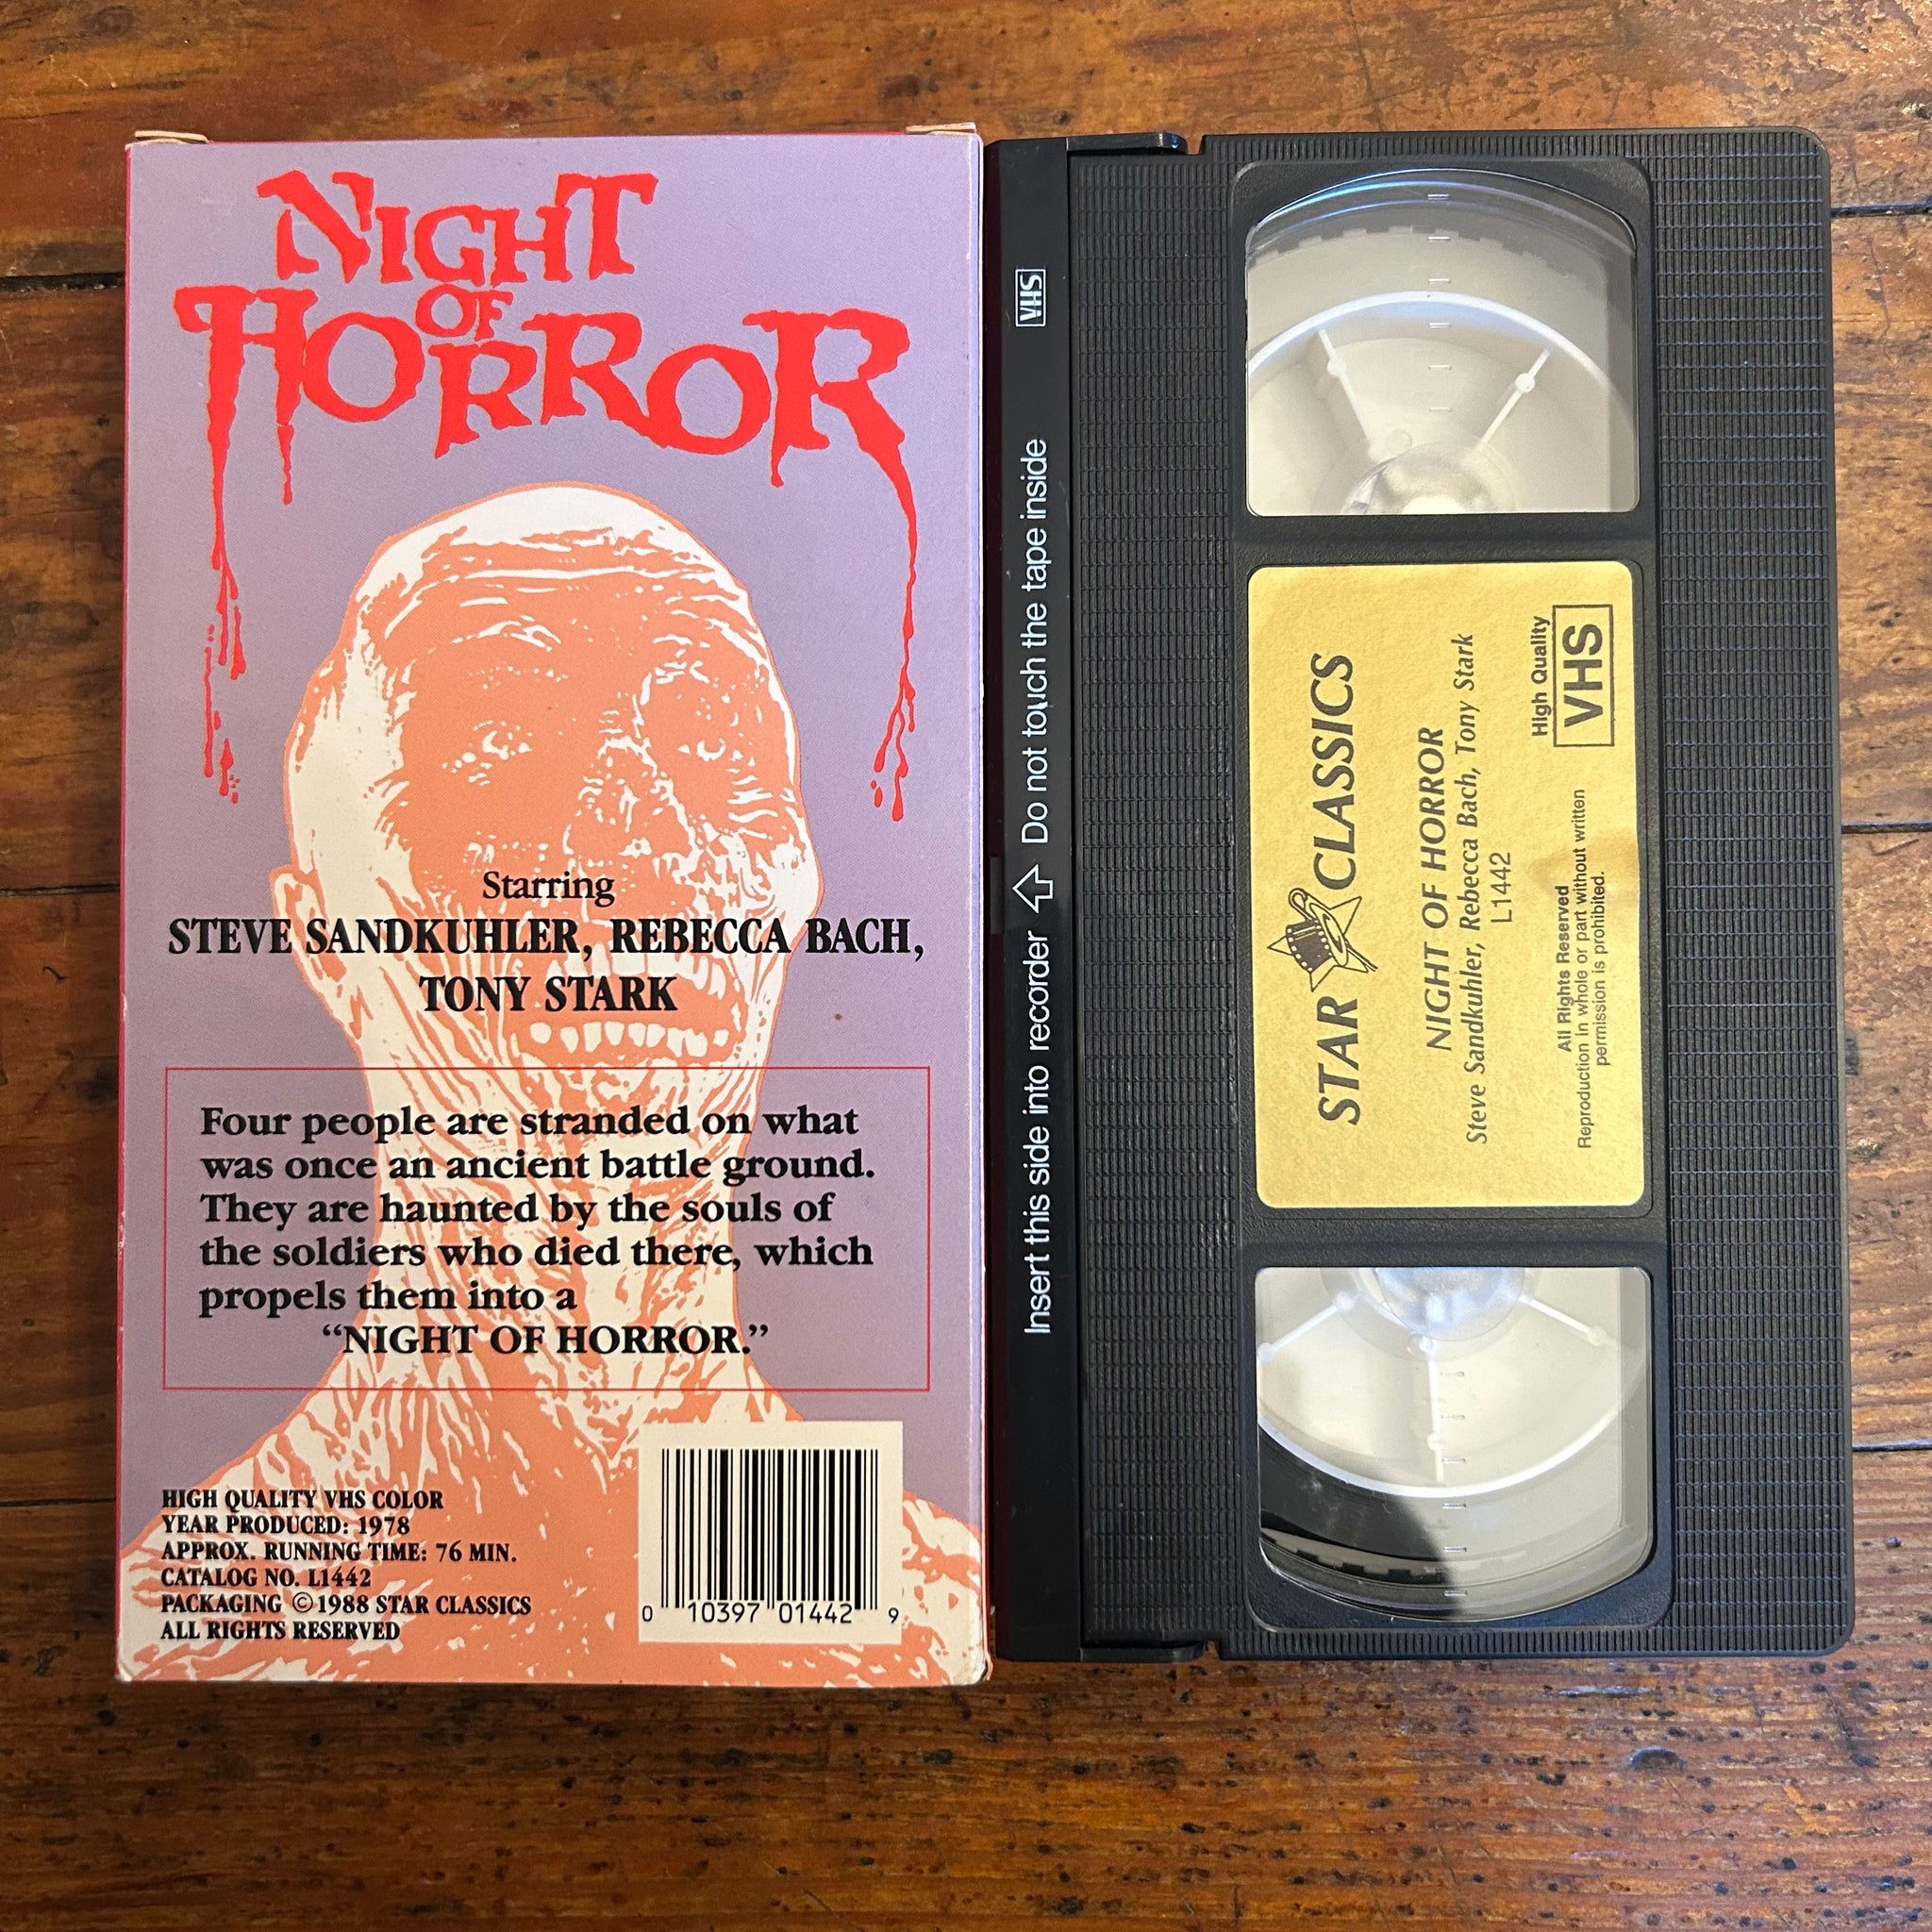 NIGHT
OF
HORROR
Starring
STEVE SANDKUHLER, REBECCA BACH,
TONY STARK
Four people are stranded on what
was once an ancient battle ground.
They are haunted by the souls of
the soldiers who died there, which
propels them into a
“NIGHT OF HORROR.”
HIGH QUALITY VHS COLOR
YEAR PRODUCED: 1978
APPROX. RUNNING TIME: 76 MIN.
CATALOG NO. L1442
PACKAGING ©1988 STAR CLASSICS
ALL RIGHTS RESERVED
0 10397 01442 9
Insert this side into recorder ⇧ Do not touch the tape inside
VHS
STAR CLASSICS
NIGHT OF HORROR
Steve Sandkuhler, Rebecca Bach, Tony Stark
L1442
High Quality
VHS
All Rights Reserved
Reproduction in whole or part without written
permission is prohibited.